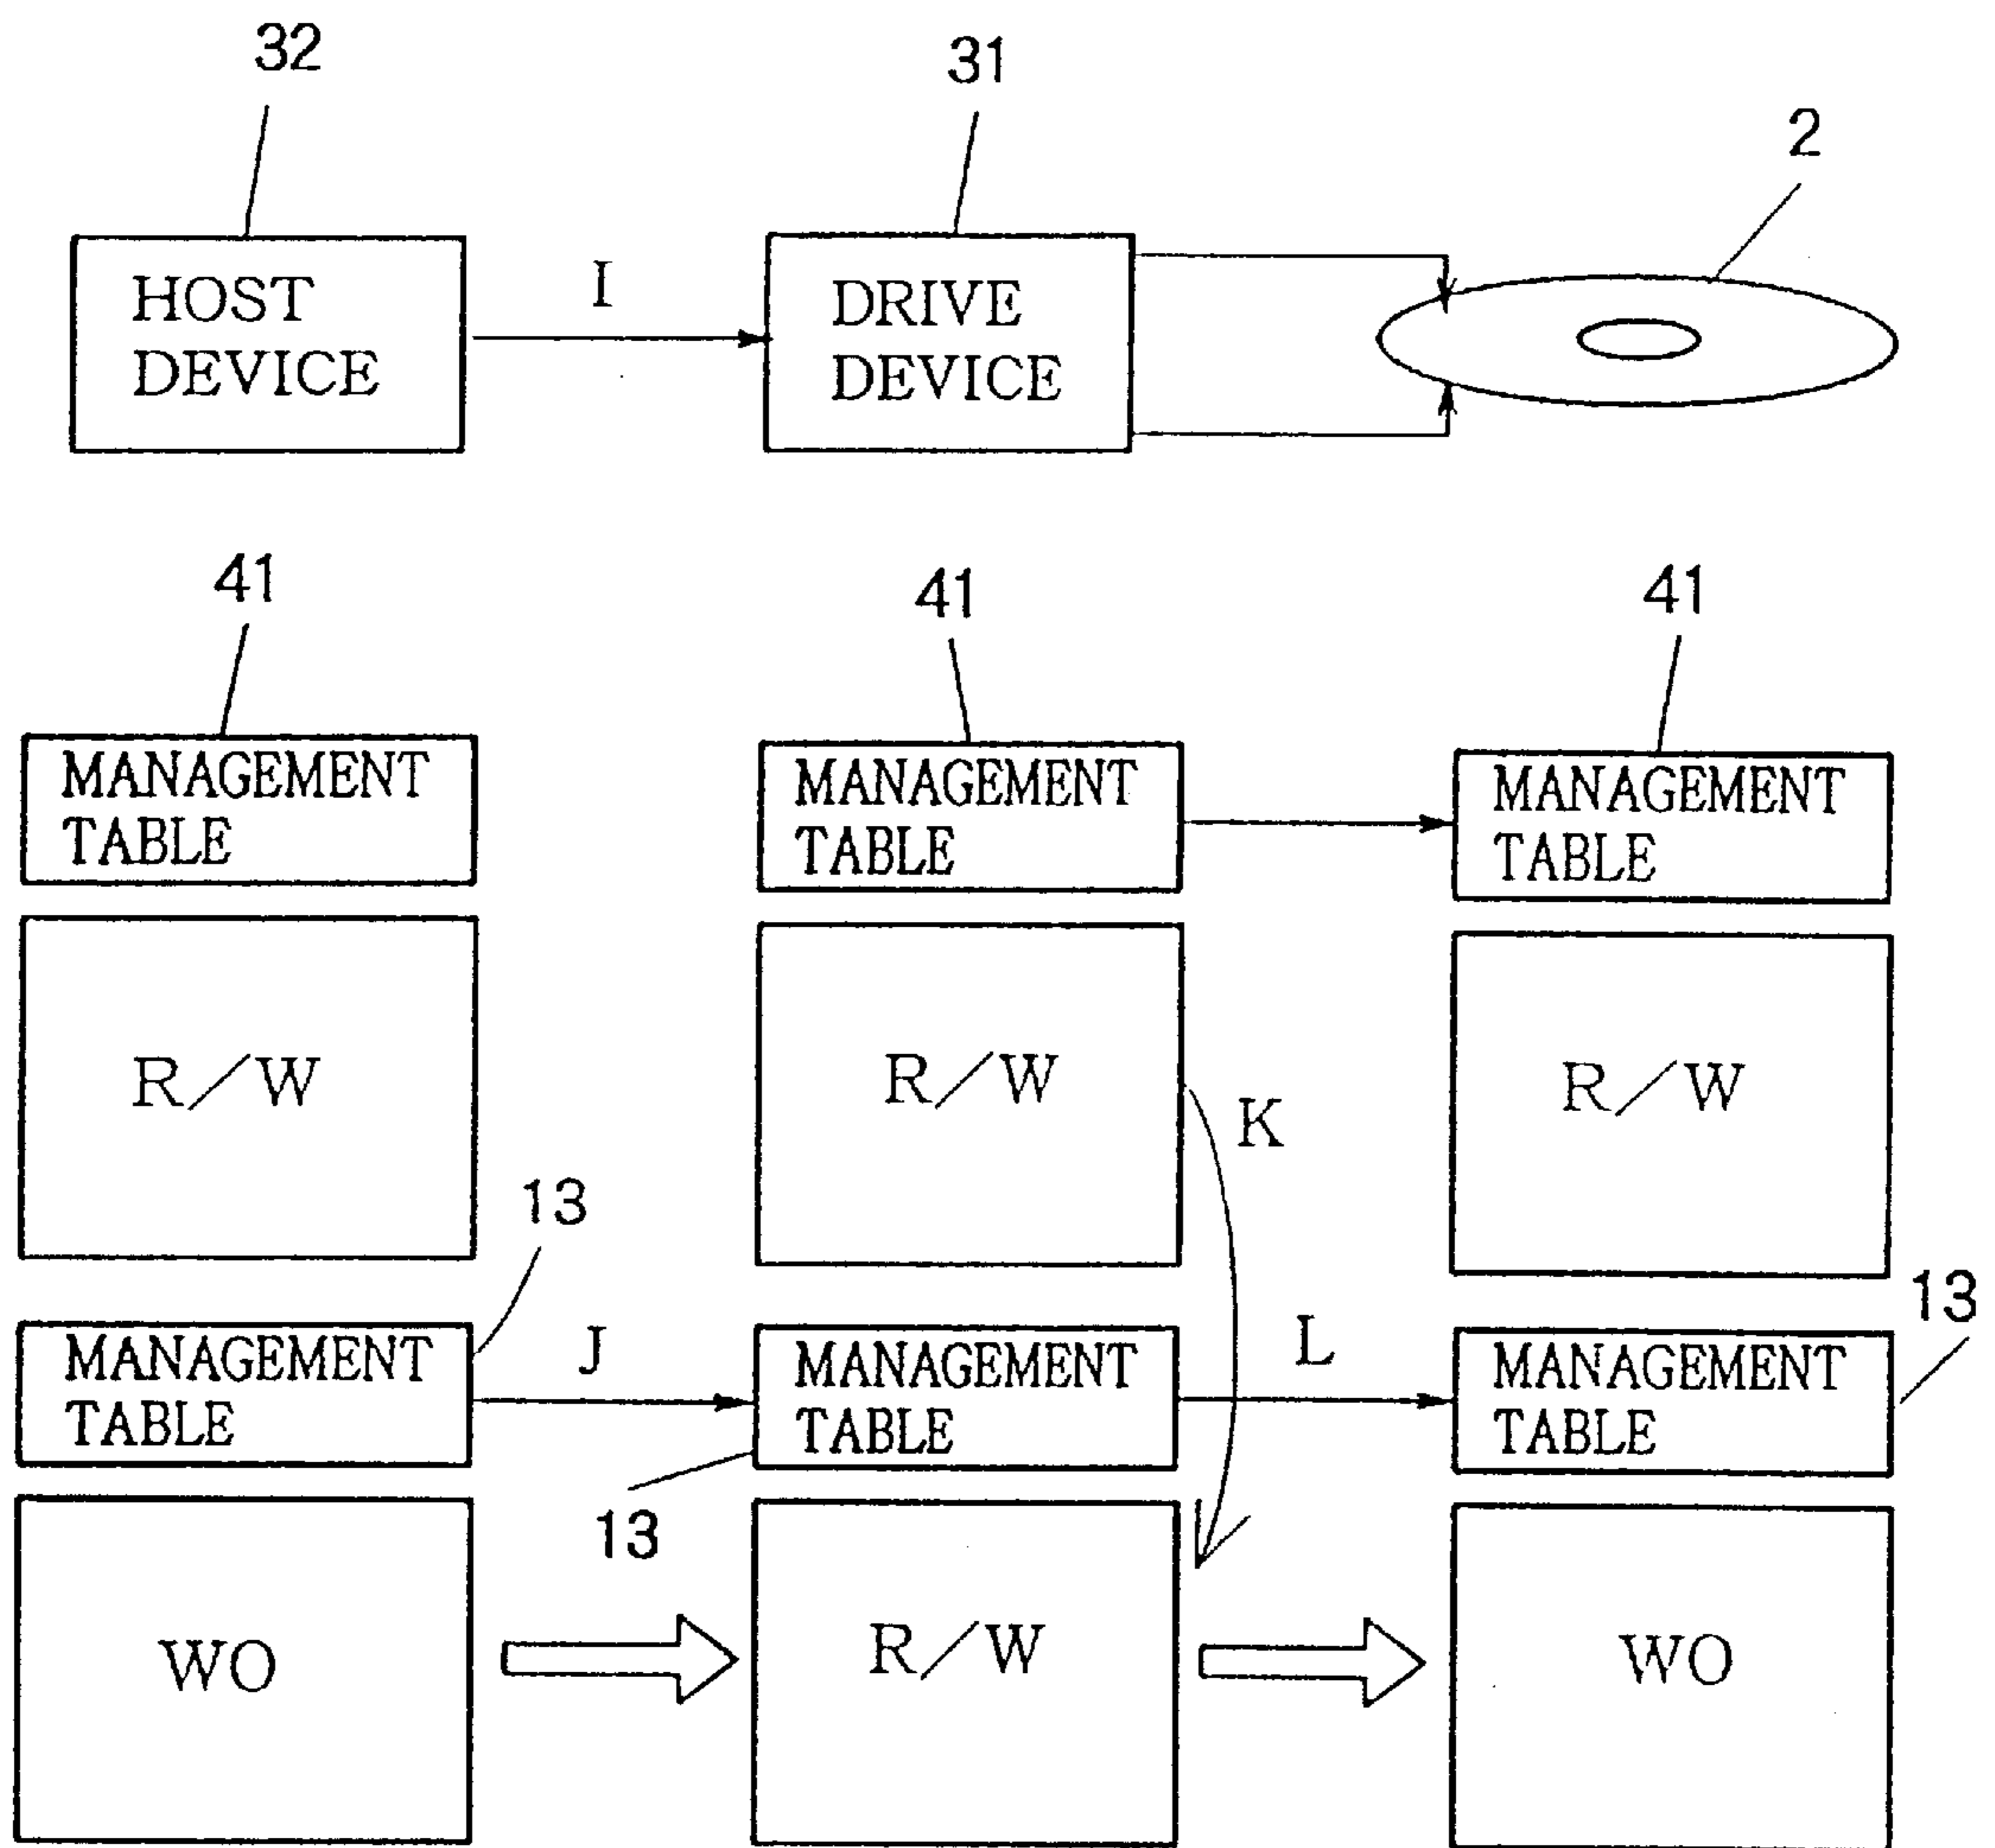 32
31
2
HOST
DEVICE
I
DRIVE
DEVICE
41
41
41
MANAGEMENT
TABLE
MANAGEMENT
TABLE
MANAGEMENT
TABLE
R/W
R/W
K
R/W
13
13
MANAGEMENT
TABLE
J
MANAGEMENT
TABLE
L
MANAGEMENT
TABLE
13
WO
R/W
WO